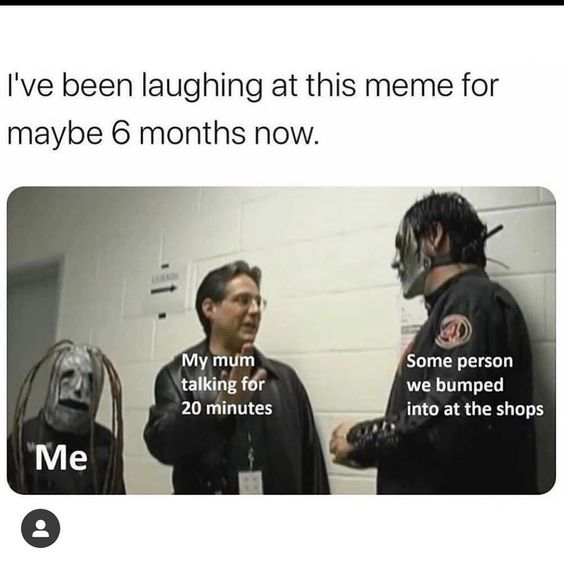 I've been laughing at this meme for
maybe 6 months now.
My mum
talking for
20 minutes
Some person
we bumped
into at the shops
Me